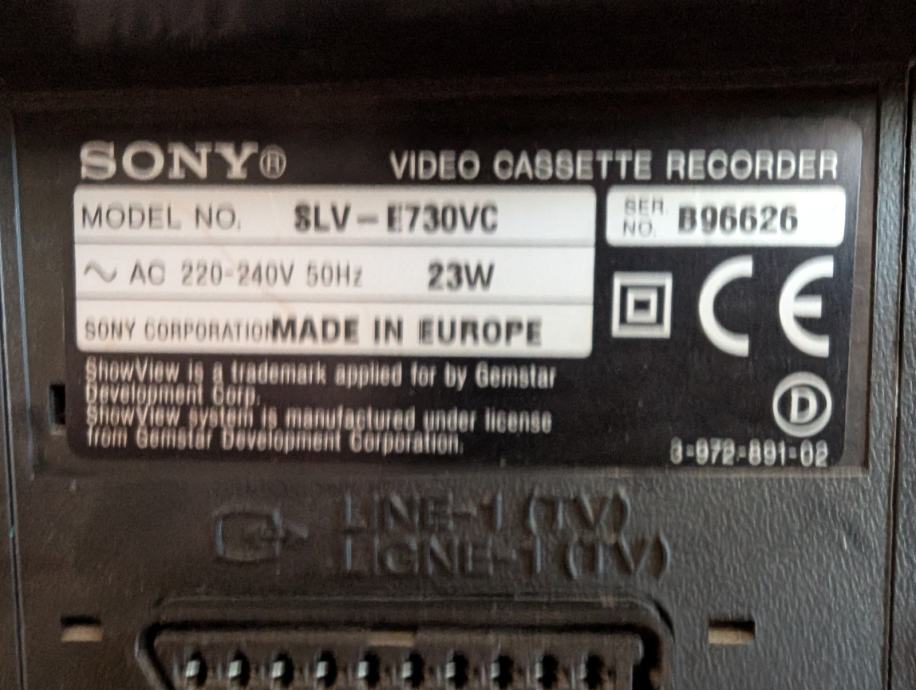 SONY® VIDEO CASSETTE RECORDER
MODEL NO. SLV-E730VC
SER. NO. B96626
~ AC 220-240V 50Hz 23W
SONY CORPORATION MADE IN EUROPE
CE
ShowView is a trademark applied for by Gemstar
Development Corp.
ShowView system is manufactured under license
from Gemstar Development Corporation.
D
3-972-891-02
LINE-1 (TV)
LIGNE-1 (TV)